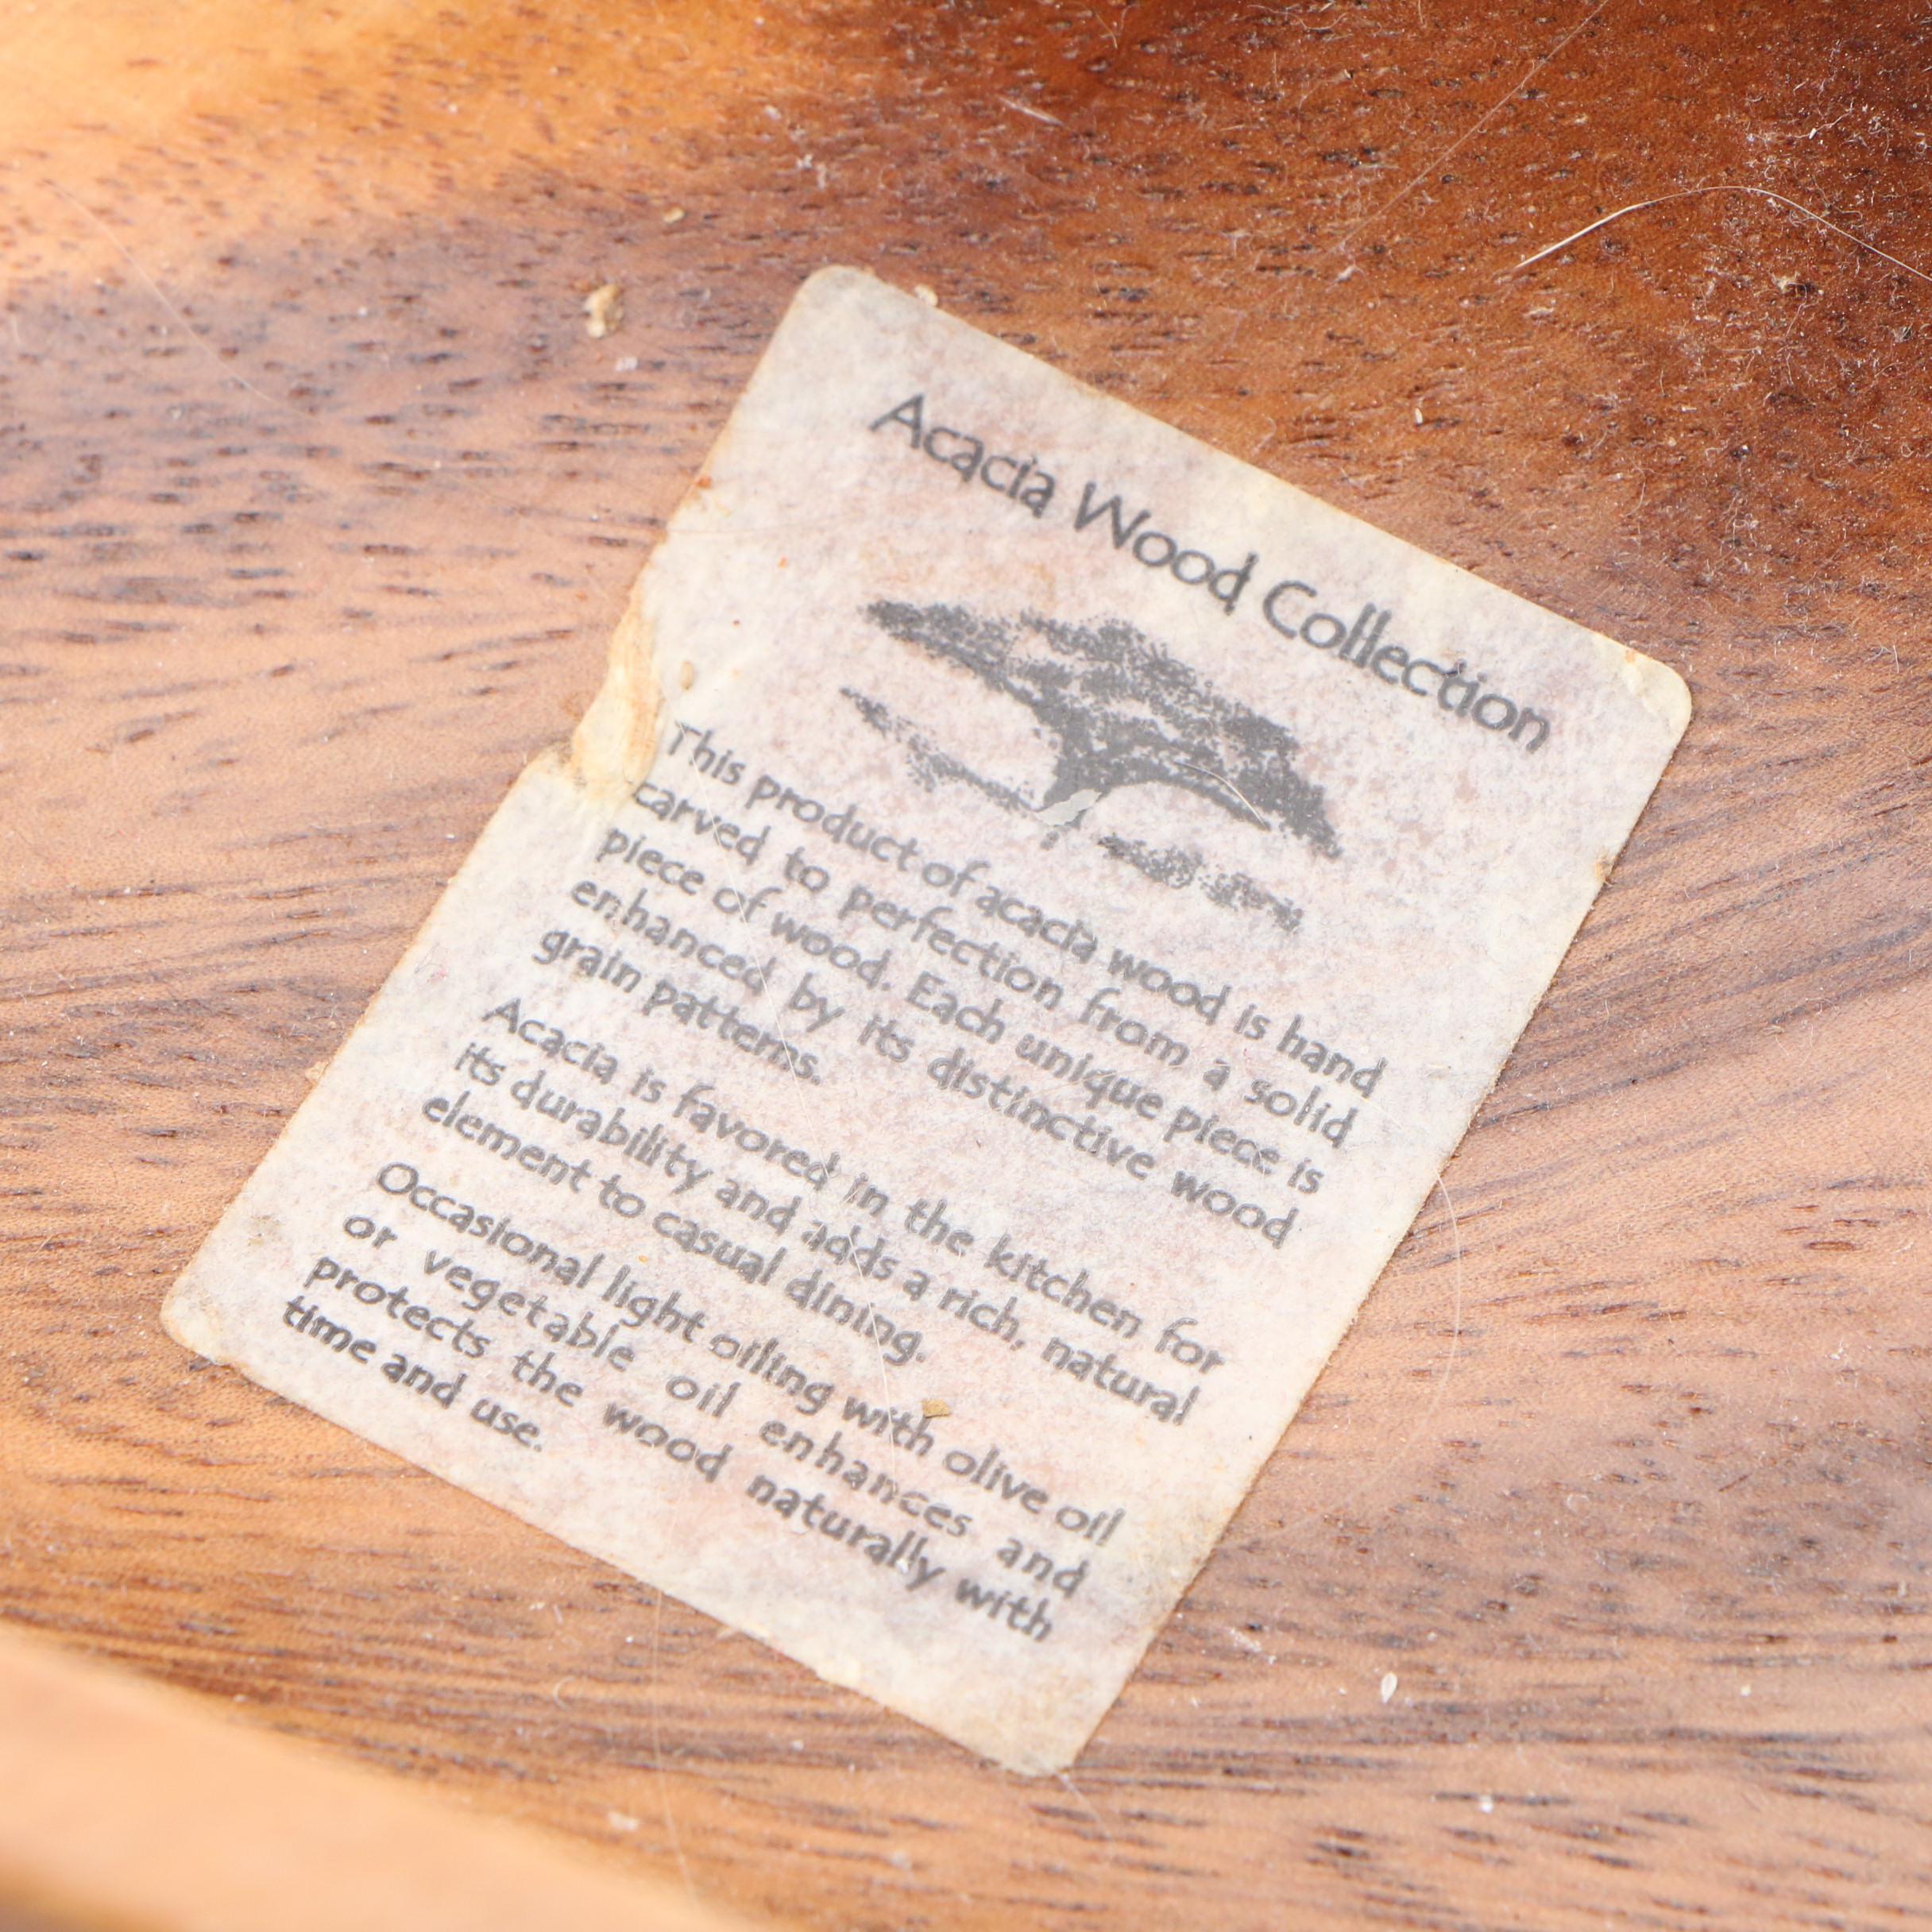 Acacia Wood Collection
This product of acacia wood is hand
carved to perfection from a solid
piece of wood. Each unique piece is
enhanced by its distinctive wood
grain patterns.
Acacia is favored in the kitchen for
its durability and adds a rich, natural
element to casual dining.
Occasional light oiling with olive oil
or vegetable oil enhances and
protects the wood naturally with
time and use.